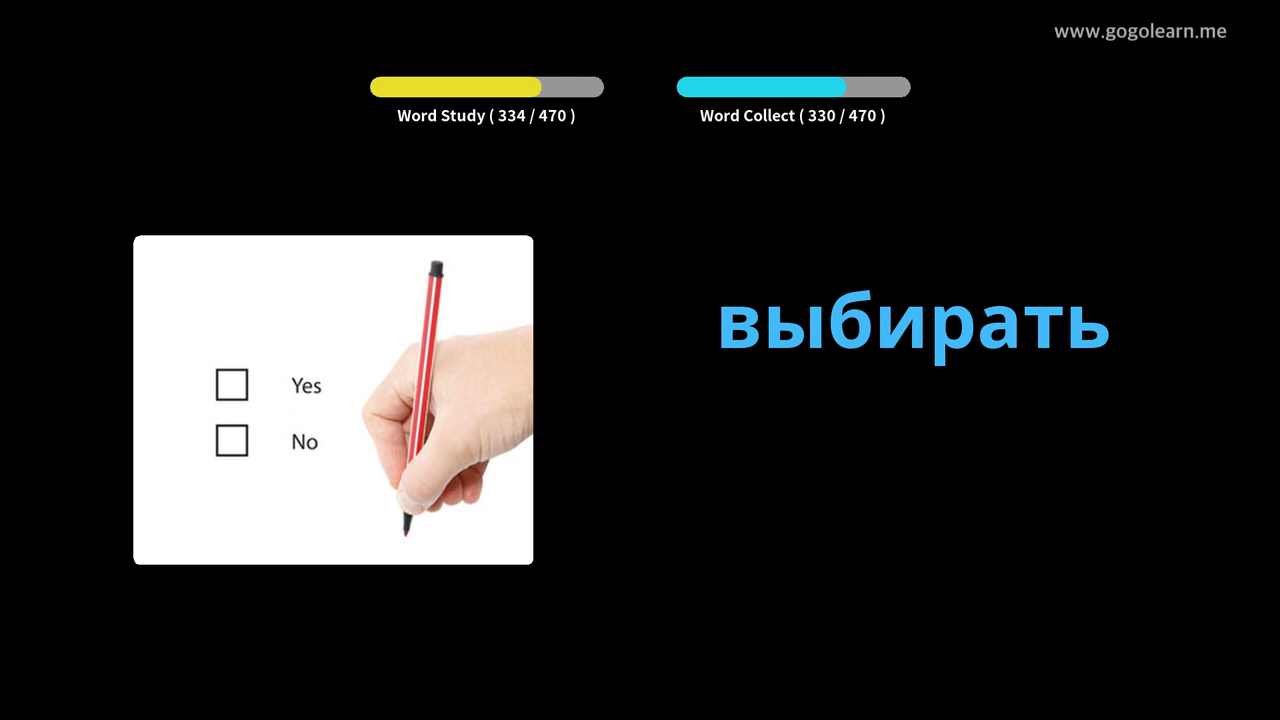 www.gogolearn.me
Word Study ( 334 / 470 )
Word Collect ( 330 / 470 )
выбирать
Yes
No